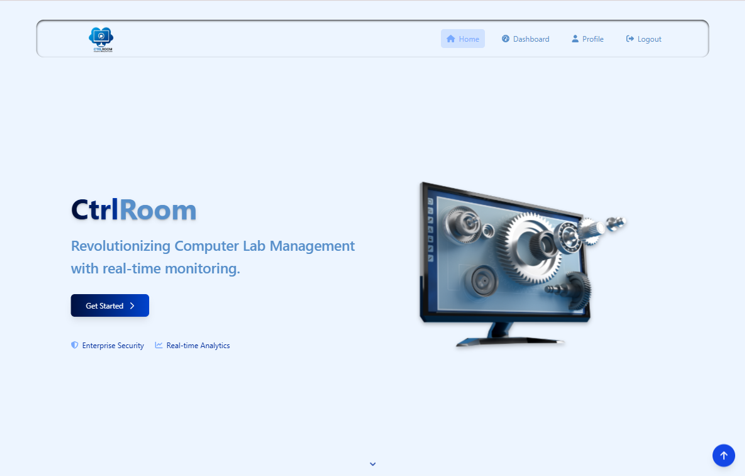 CTRLROOM
Home
Dashboard
Profile
Logout
CtrlRoom
Revolutionizing Computer Lab Management
with real-time monitoring.
Get Started
Enterprise Security
Real-time Analytics